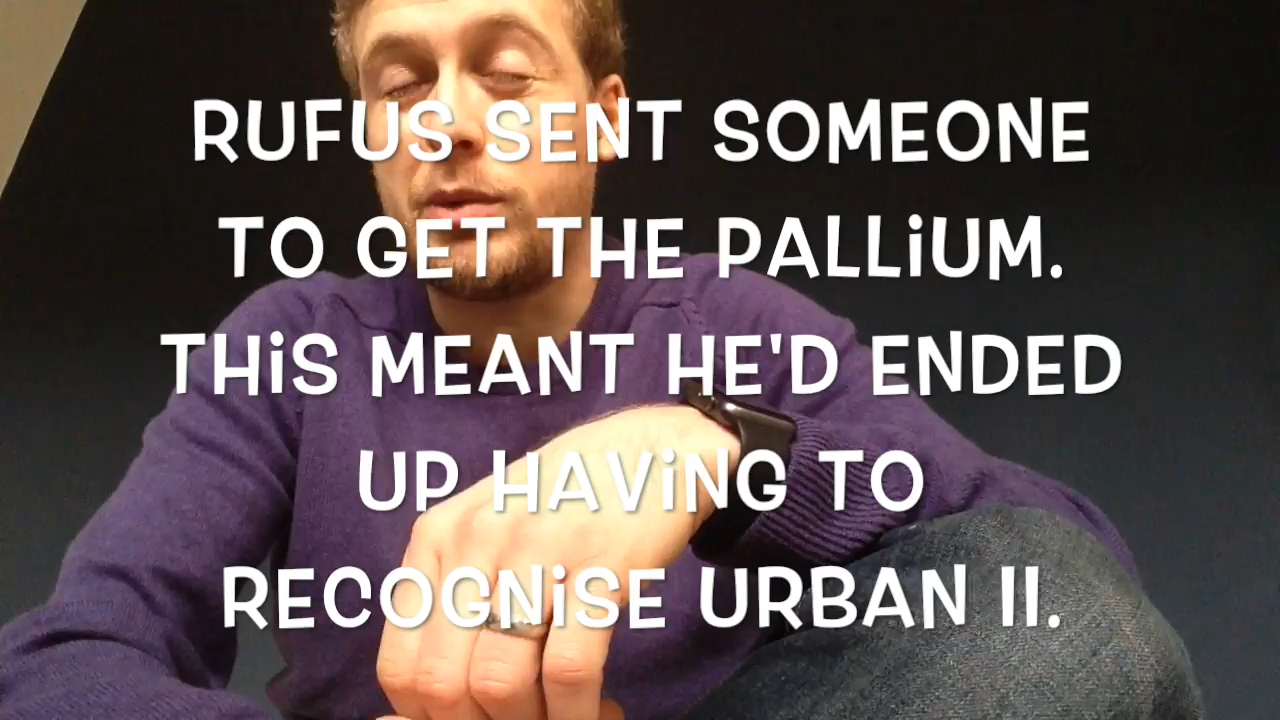 RUFUS SENT SOMEONE
TO GET THE PALLiUM.
THiS MEANT HE'D ENDED
UP HAViNG TO
RECOGNiSE URBAN II.